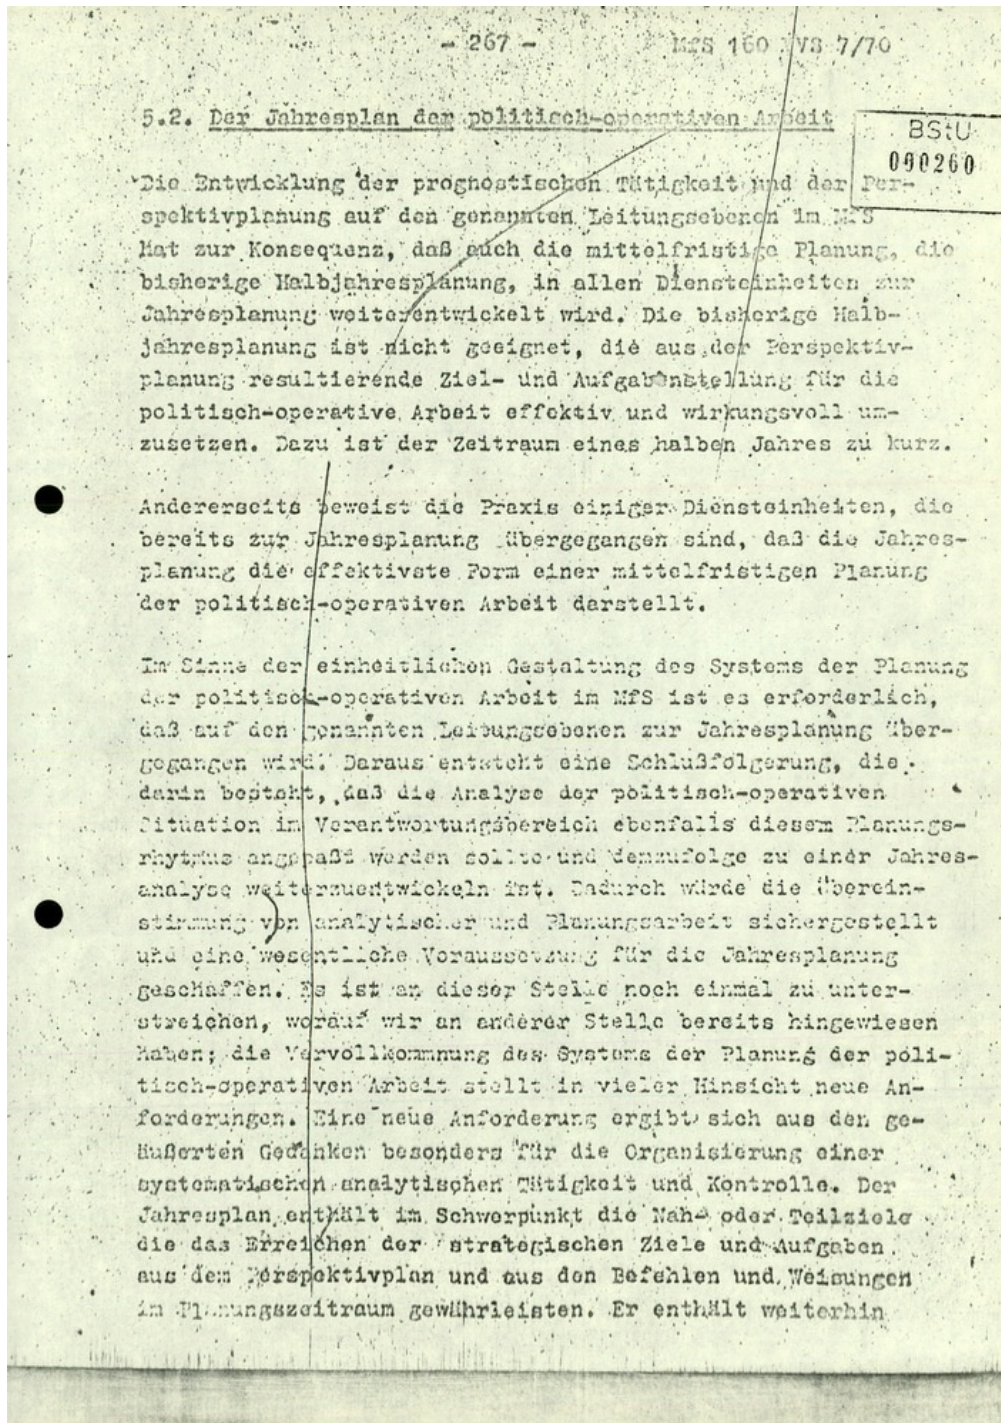 - 267 -
MfS 160 VVS 7/70
5.2. Der Jahresplan der politisch-operativen Arbeit
BStU
000260
Die Entwicklung der prognostischen Tätigkeit und der Per-
spektivplanung auf den genannten Leitungsebenen im MfS
hat zur Konsequenz, daß auch die mittelfristige Planung, die
bisherige Halbjahresplanung, in allen Diensteinheiten zur
Jahresplanung weiterentwickelt wird. Die bisherige Halb-
jahresplanung ist nicht geeignet, die aus der Perspektiv-
planung resultierende Ziel- und Aufgabenstellung für die
politisch-operative Arbeit effektiv und wirkungsvoll um-
zusetzen. Dazu ist der Zeitraum eines halben Jahres zu kurz.
Andererseits beweist die Praxis einiger Diensteinheiten, die
bereits zur Jahresplanung übergegangen sind, daß die Jahres-
planung die effektivste Form einer mittelfristigen Planung
der politisch-operativen Arbeit darstellt.
Im Sinne der einheitlichen Gestaltung des Systems der Planung
der politisch-operativen Arbeit im MfS ist es erforderlich,
daß auf den genannten Leitungsebenen zur Jahresplanung über-
gegangen wird. Daraus entsteht eine Schlußfolgerung, die
darin besteht, daß die Analyse der politisch-operativen
Situation im Verantwortungsbereich ebenfalls diesem Planungs-
rhytmus angepaßt werden sollte und demzufolge zu einer Jahres-
analyse weiterzuentwickeln ist. Dadurch würde die Überein-
stimmung von analytischer und Planungsarbeit sichergestellt
und eine wesentliche Voraussetzung für die Jahresplanung
geschaffen. Es ist an dieser Stelle noch einmal zu unter-
streichen, worauf wir an anderer Stelle bereits hingewiesen
haben; die Vervollkommnung des Systems der Planung der poli-
tisch-operativen Arbeit stellt in vieler Hinsicht neue An-
forderungen. Eine neue Anforderung ergibt sich aus den ge-
äußerten Gedanken besonders für die Organisierung einer
systematischen analytischen Tätigkeit und Kontrolle. Der
Jahresplan enthält im Schwerpunkt die Nah- oder Teilziele
die das Erreichen der strategischen Ziele und Aufgaben
aus dem Perspektivplan und aus den Befehlen und Weisungen
im Planungszeitraum gewährleisten. Er enthält weiterhin